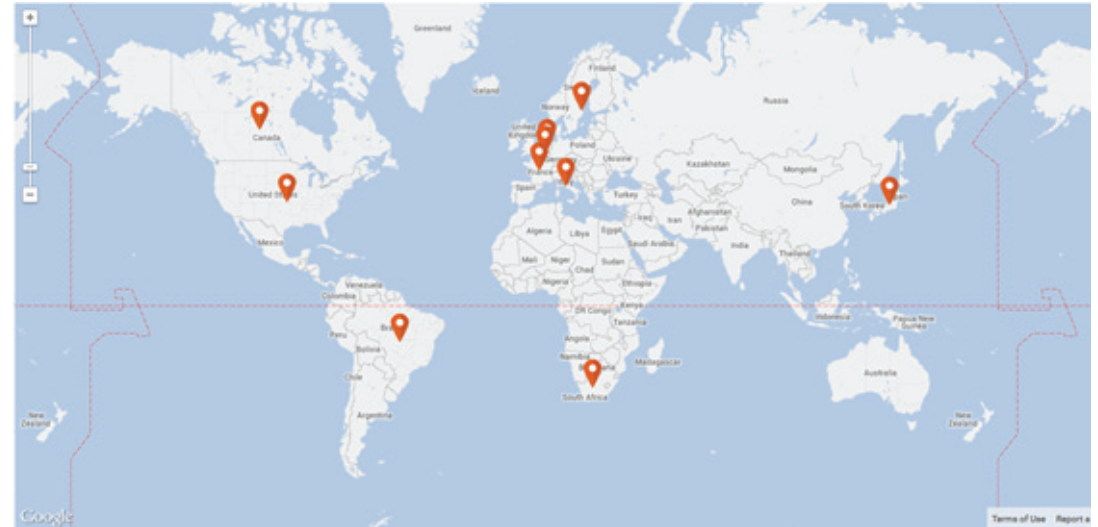 +
Greenland
Finland
Iceland
Norway
Russia
United
Kingdom
Canada
Poland
Ukraine
France
Kazakhstan
Mongolia
Spain
Turkey
United
China
South Korea
Afghanistan
Iraq
Iran
Pakistan
Algeria
Libya
Egypt
Saudi Arabia
India
Mexico
Mali
Niger
Chad
Sudan
Thailand
Nigeria
Ethiopia
Venezuela
Colombia
DR Congo
Kenya
Tanzania
Indonesia
Papua New
Guinea
Peru
Bolivia
Angola
Namibia
Madagascar
Chile
South Africa
Australia
Argentina
New
Zealand
New
Zealand
Google
Terms of Use
Report a